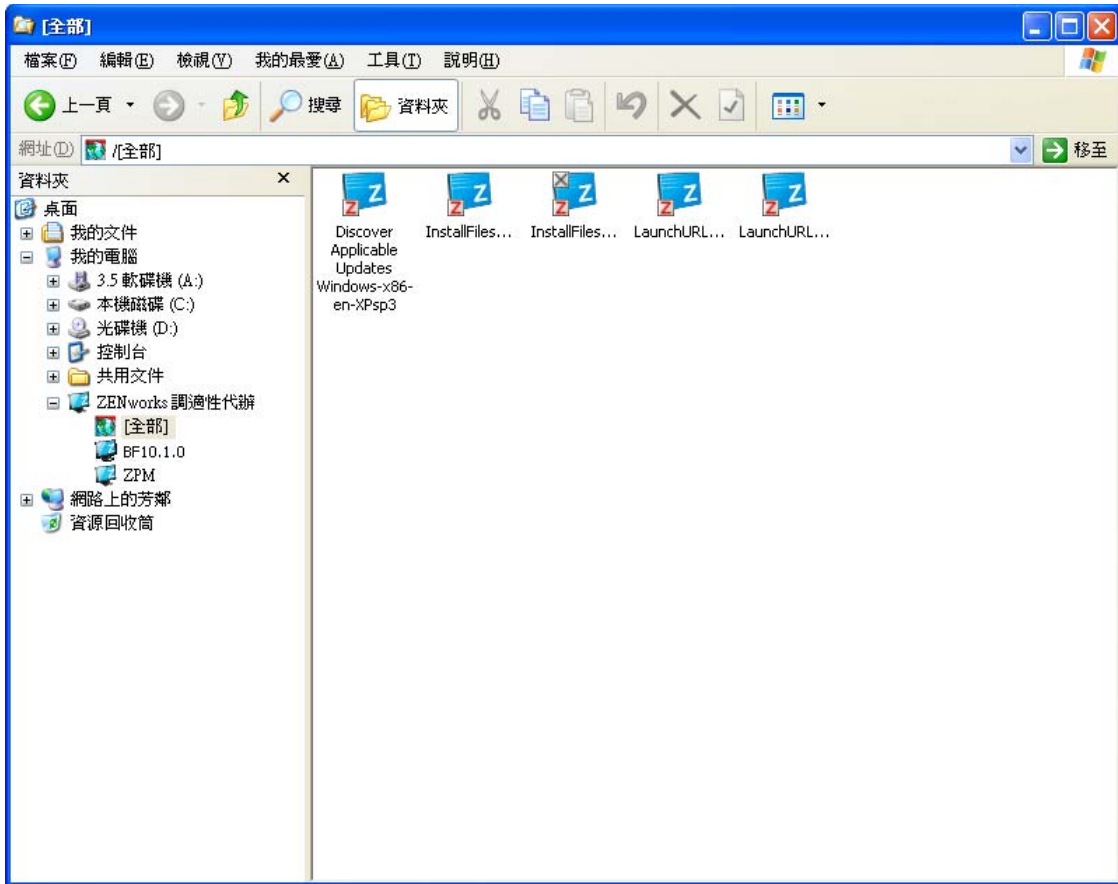 [全部]
檔案(F) 編輯(E) 檢視(V) 我的最愛(A) 工具(T) 說明(H)
上一頁 搜尋 資料夾
網址(D) /[全部] 移至
資料夾
桌面
我的文件
我的電腦
3.5 軟碟機 (A:)
本機磁碟 (C:)
光碟機 (D:)
控制台
共用文件
ZENworks 調適性代辦
[全部]
BF10.1.0
ZPM
網路上的芳鄰
資源回收筒
Discover
Applicable
Updates
Windows-x86-
en-XPsp3
InstallFiles...
InstallFiles...
LaunchURL...
LaunchURL...